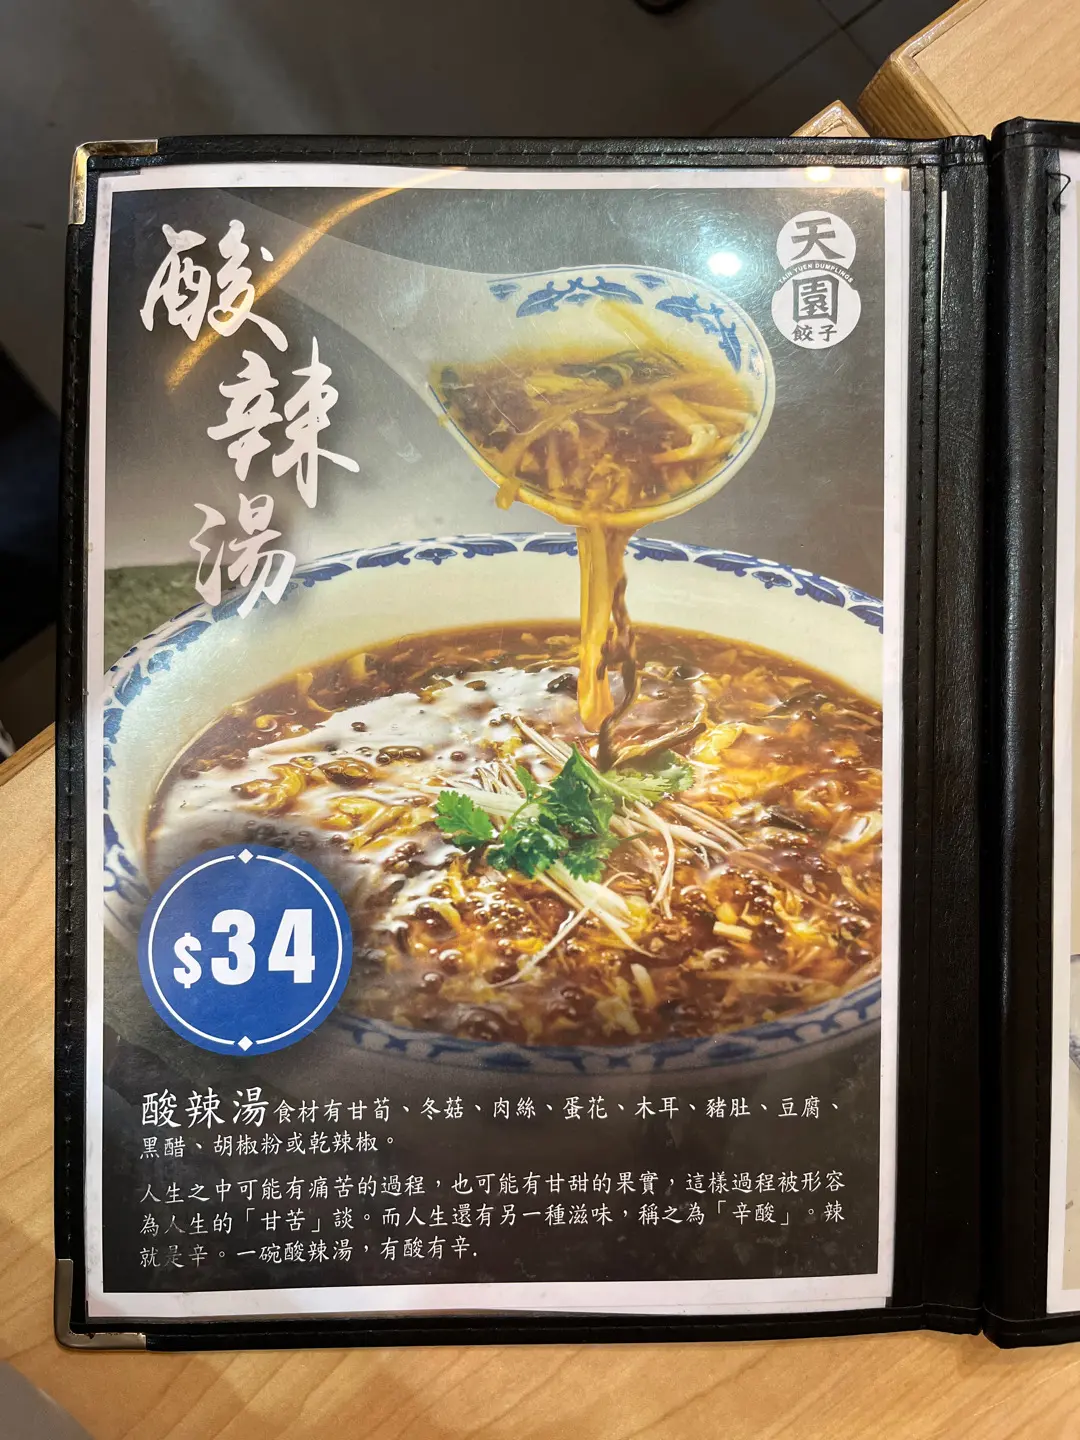 酸辣湯
天園
TAIN YUEN DUMPLINGS
餃子
$34
酸辣湯食材有甘荀、冬菇、肉絲、蛋花、木耳、豬肚、豆腐、
黑醋、胡椒粉或乾辣椒。
人生之中可能有痛苦的過程，也可能有甘甜的果實，這樣過程被形容
為人生的「甘苦」談。而人生還有另一種滋味，稱之為「辛酸」。辣
就是辛。一碗酸辣湯，有酸有辛.